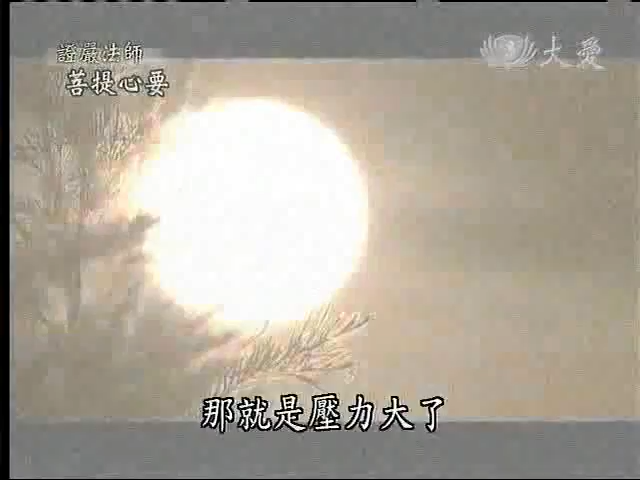 證嚴法師
菩提心要
大愛
那就是壓力大了